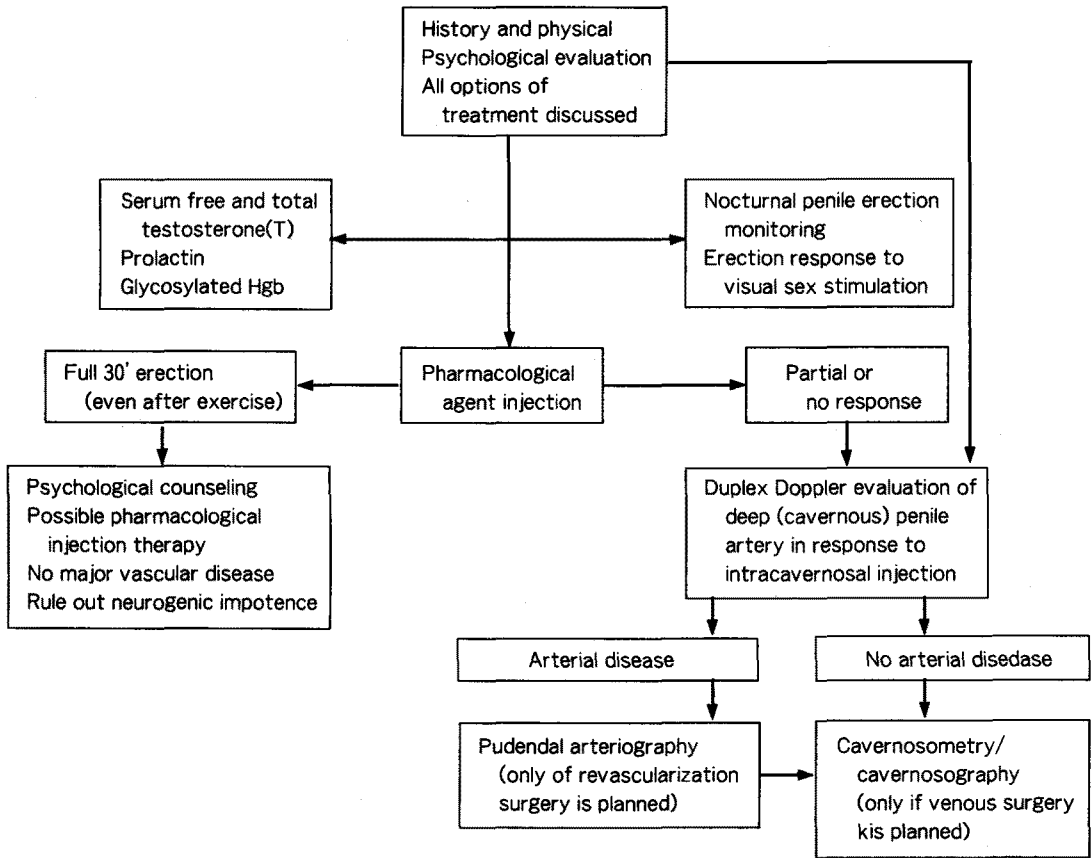 History and physical
Psychological evaluation
All options of
treatment discussed
Serum free and total
testosterone(T)
Prolactin
Glycosylated Hgb
Nocturnal penile erection
monitoring
Erection response to
visual sex stimulation
Full 30' erection
(even after exercise)
Pharmacological
agent injection
Partial or
no response
Psychological counseling
Possible pharmacological
injection therapy
No major vascular disease
Rule out neurogenic impotence
Duplex Doppler evaluation of
deep (cavernous) penile
artery in response to
intracavernosal injection
Arterial disease
No arterial disedase
Pudendal arteriography
(only of revascularization
surgery is planned)
Cavernosometry/
cavernosography
(only if venous surgery
kis planned)